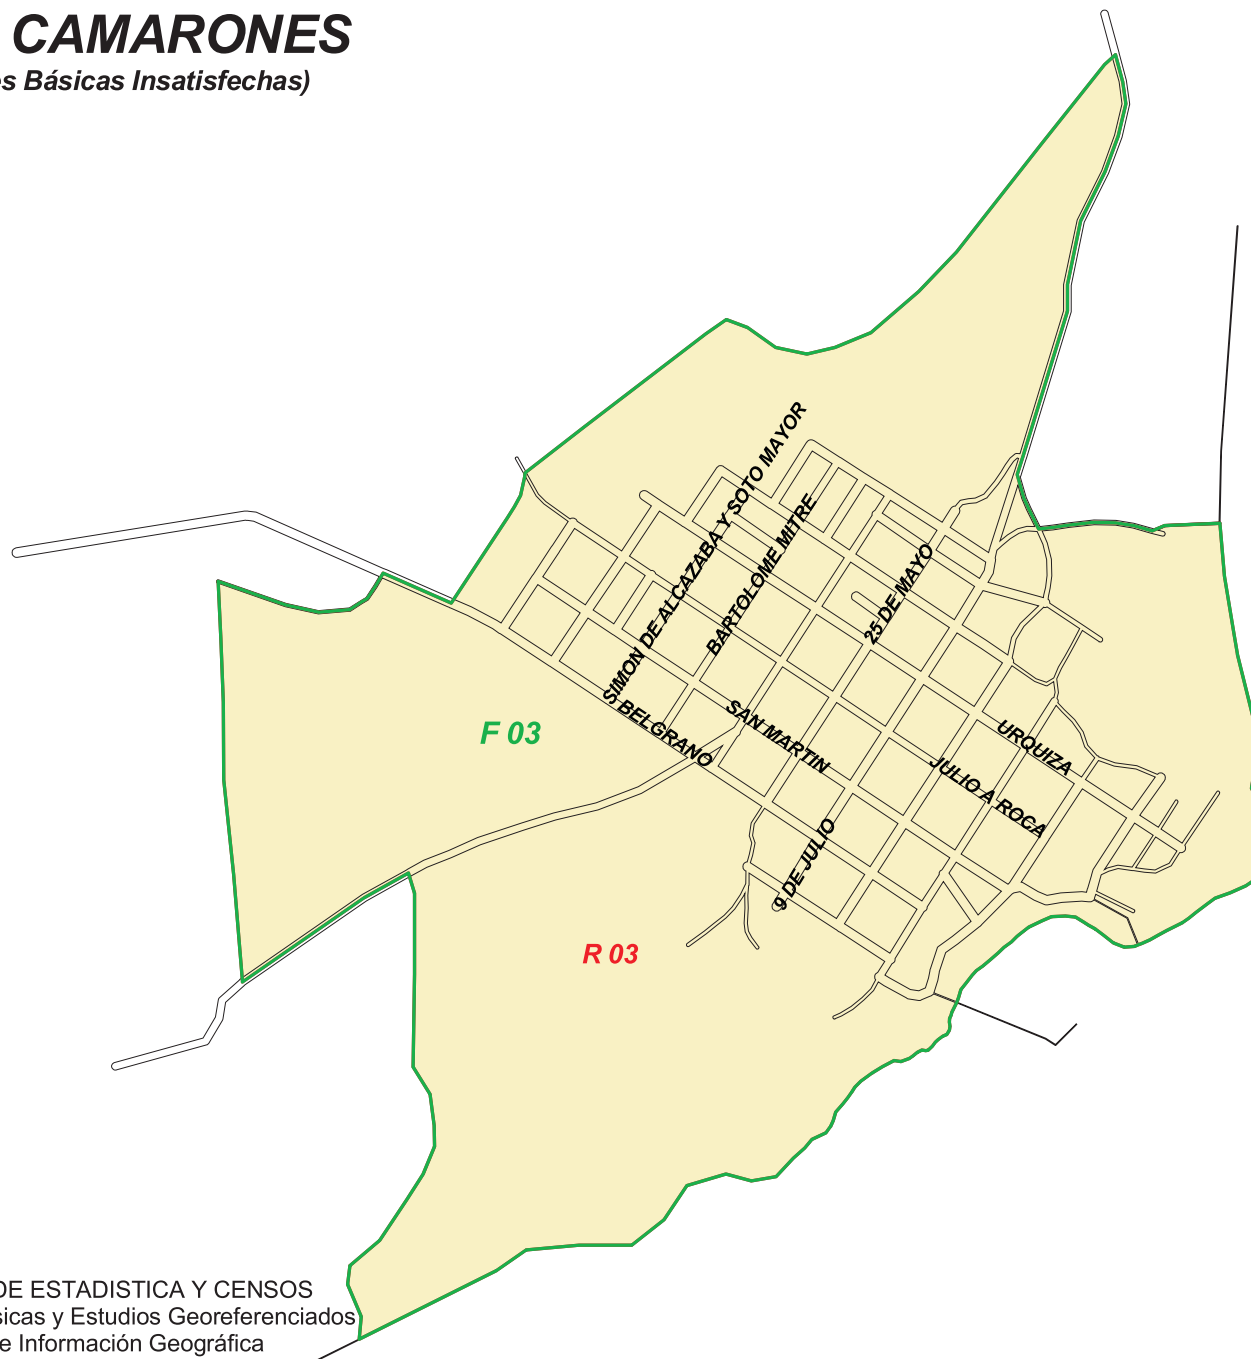 CAMARONES
es Básicas Insatisfechas)
SIMON DE ALCAZABA Y SOTO MAYOR
BARTOLOME MITRE
25 DE MAYO
F 03
S BELGRANO
SAN MARTIN
URQUIZA
JULIO A ROCA
9 DE JULIO
R 03
DE ESTADISTICA Y CENSOS
sicas y Estudios Georeferenciados
e Información Geográfica